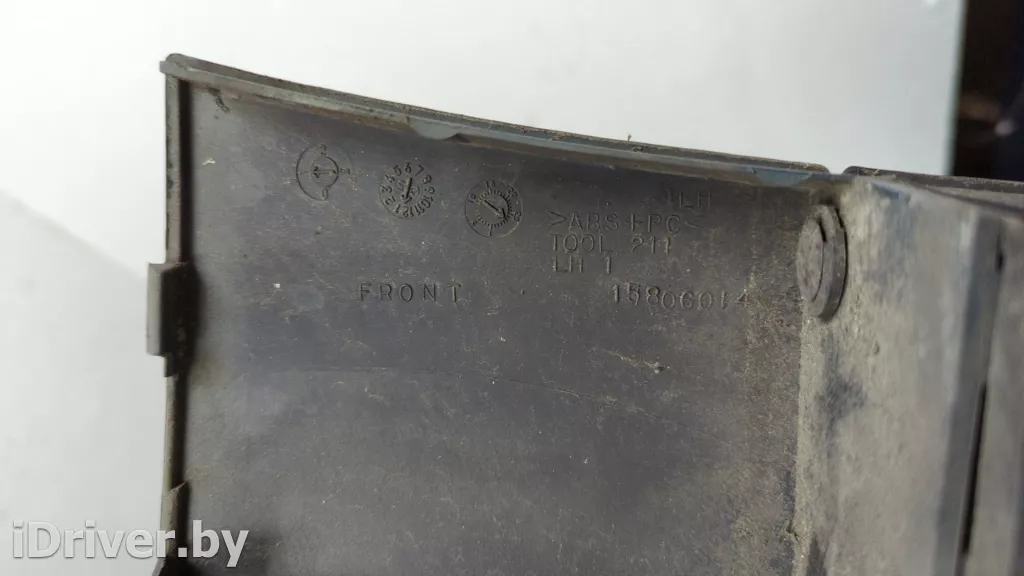 LH
>ABS+PC<
TOOL 211
LH 1
FRONT 15806014
iDriver.by